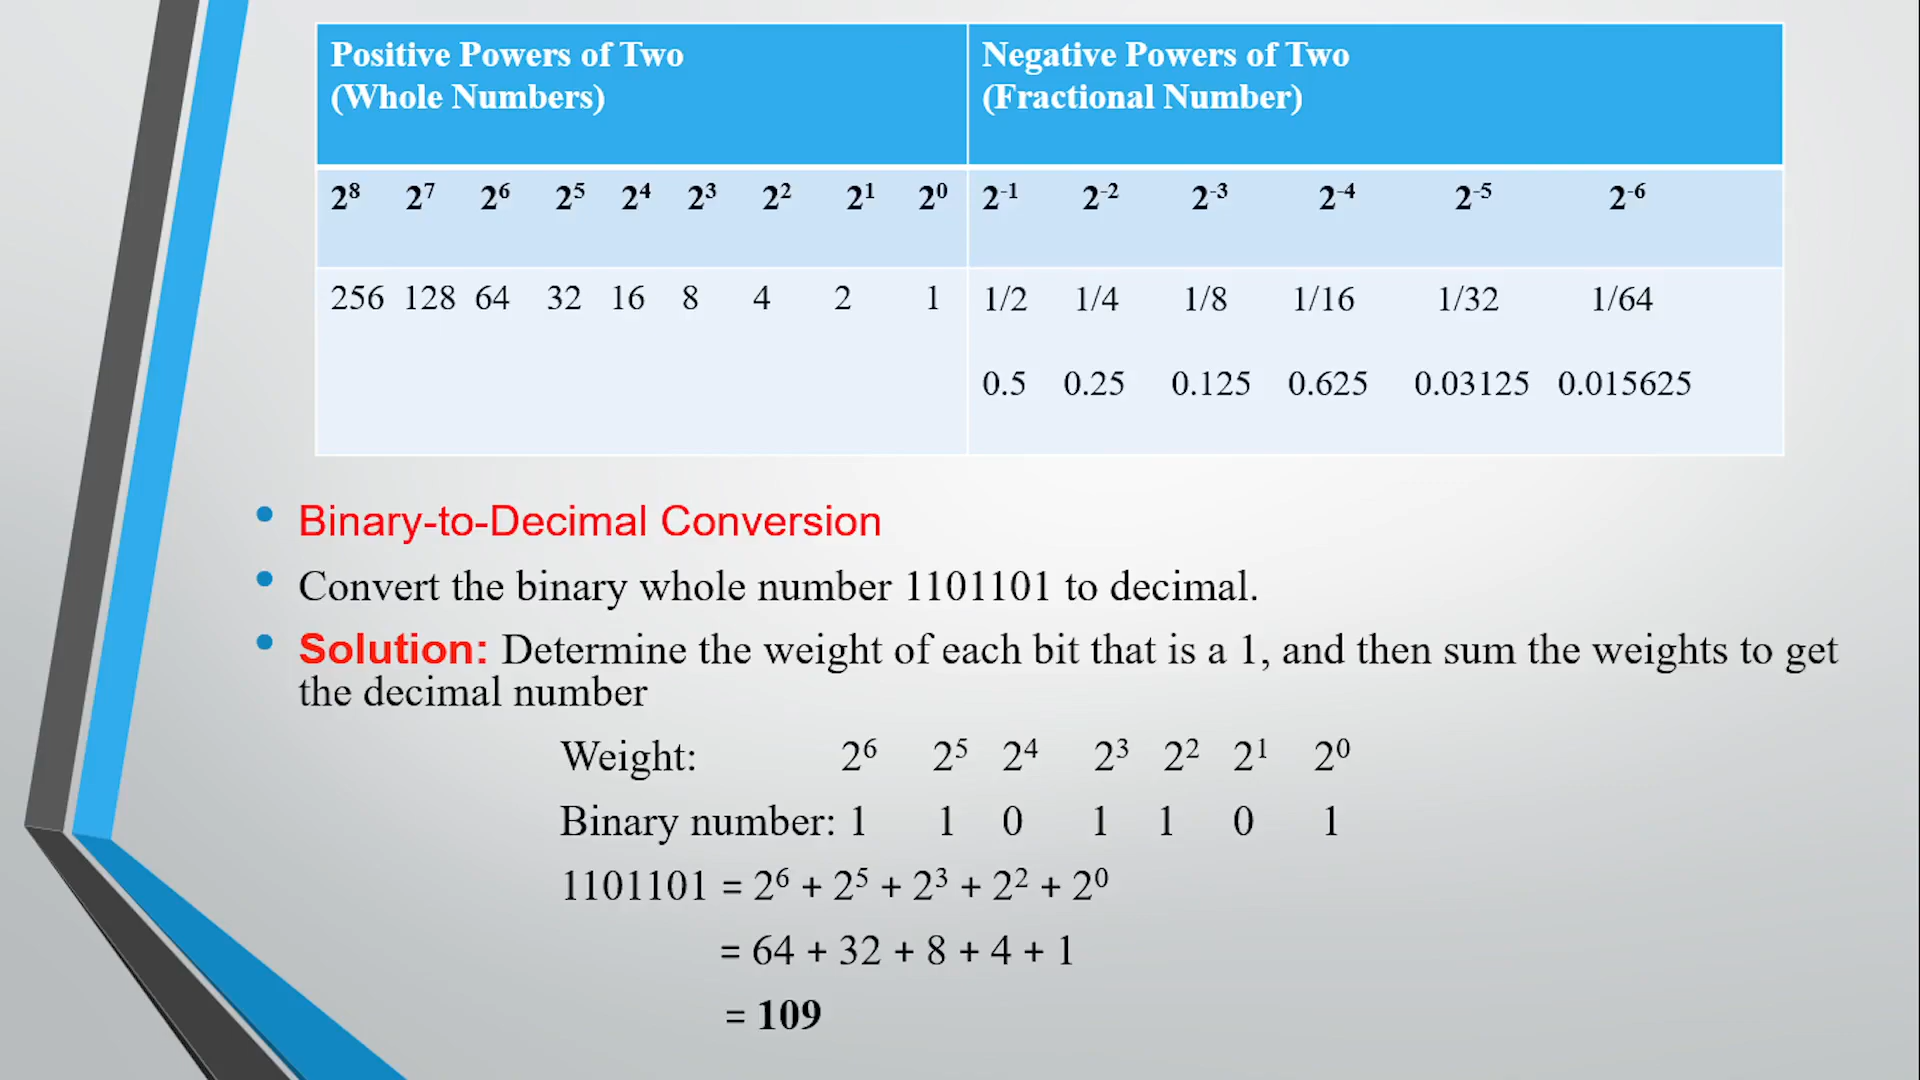 Positive Powers of Two
(Whole Numbers)
Negative Powers of Two
(Fractional Number)
2⁸ 2⁷ 2⁶ 2⁵ 2⁴ 2³ 2² 2¹ 2⁰ 2⁻¹ 2⁻² 2⁻³ 2⁻⁴ 2⁻⁵ 2⁻⁶
256 128 64 32 16 8 4 2 1 1/2 1/4 1/8 1/16 1/32 1/64
0.5 0.25 0.125 0.625 0.03125 0.015625
• Binary-to-Decimal Conversion
• Convert the binary whole number 1101101 to decimal.
• Solution: Determine the weight of each bit that is a 1, and then sum the weights to get
the decimal number
Weight: 2⁶ 2⁵ 2⁴ 2³ 2² 2¹ 2⁰
Binary number: 1 1 0 1 1 0 1
1101101 = 2⁶ + 2⁵ + 2³ + 2² + 2⁰
= 64 + 32 + 8 + 4 + 1
= 109